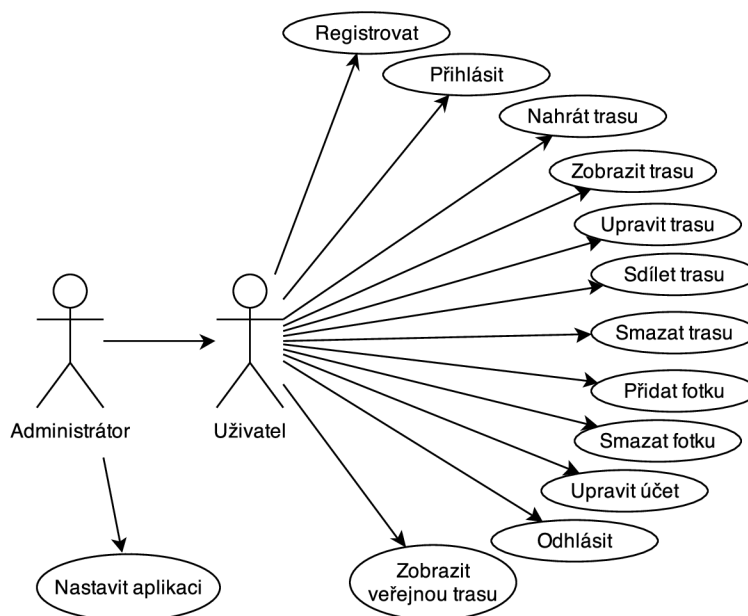 Registrovat
Přihlásit
Nahrát trasu
Zobrazit trasu
Upravit trasu
Sdílet trasu
Smazat trasu
Přidat fotku
Smazat fotku
Upravit účet
Odhlásit
Zobrazit
veřejnou trasu
Administrátor
Uživatel
Nastavit aplikaci